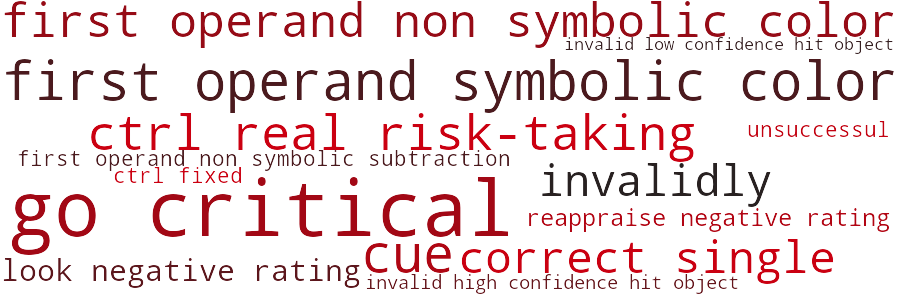 first operand non symbolic color
invalid low confidence hit object
first operand symbolic color
ctrl real risk-taking
unsuccessul
first operand non symbolic subtraction
ctrl fixed
invalidly
go critical
reappraise negative rating
cue
correct single
look negative rating
invalid high confidence hit object